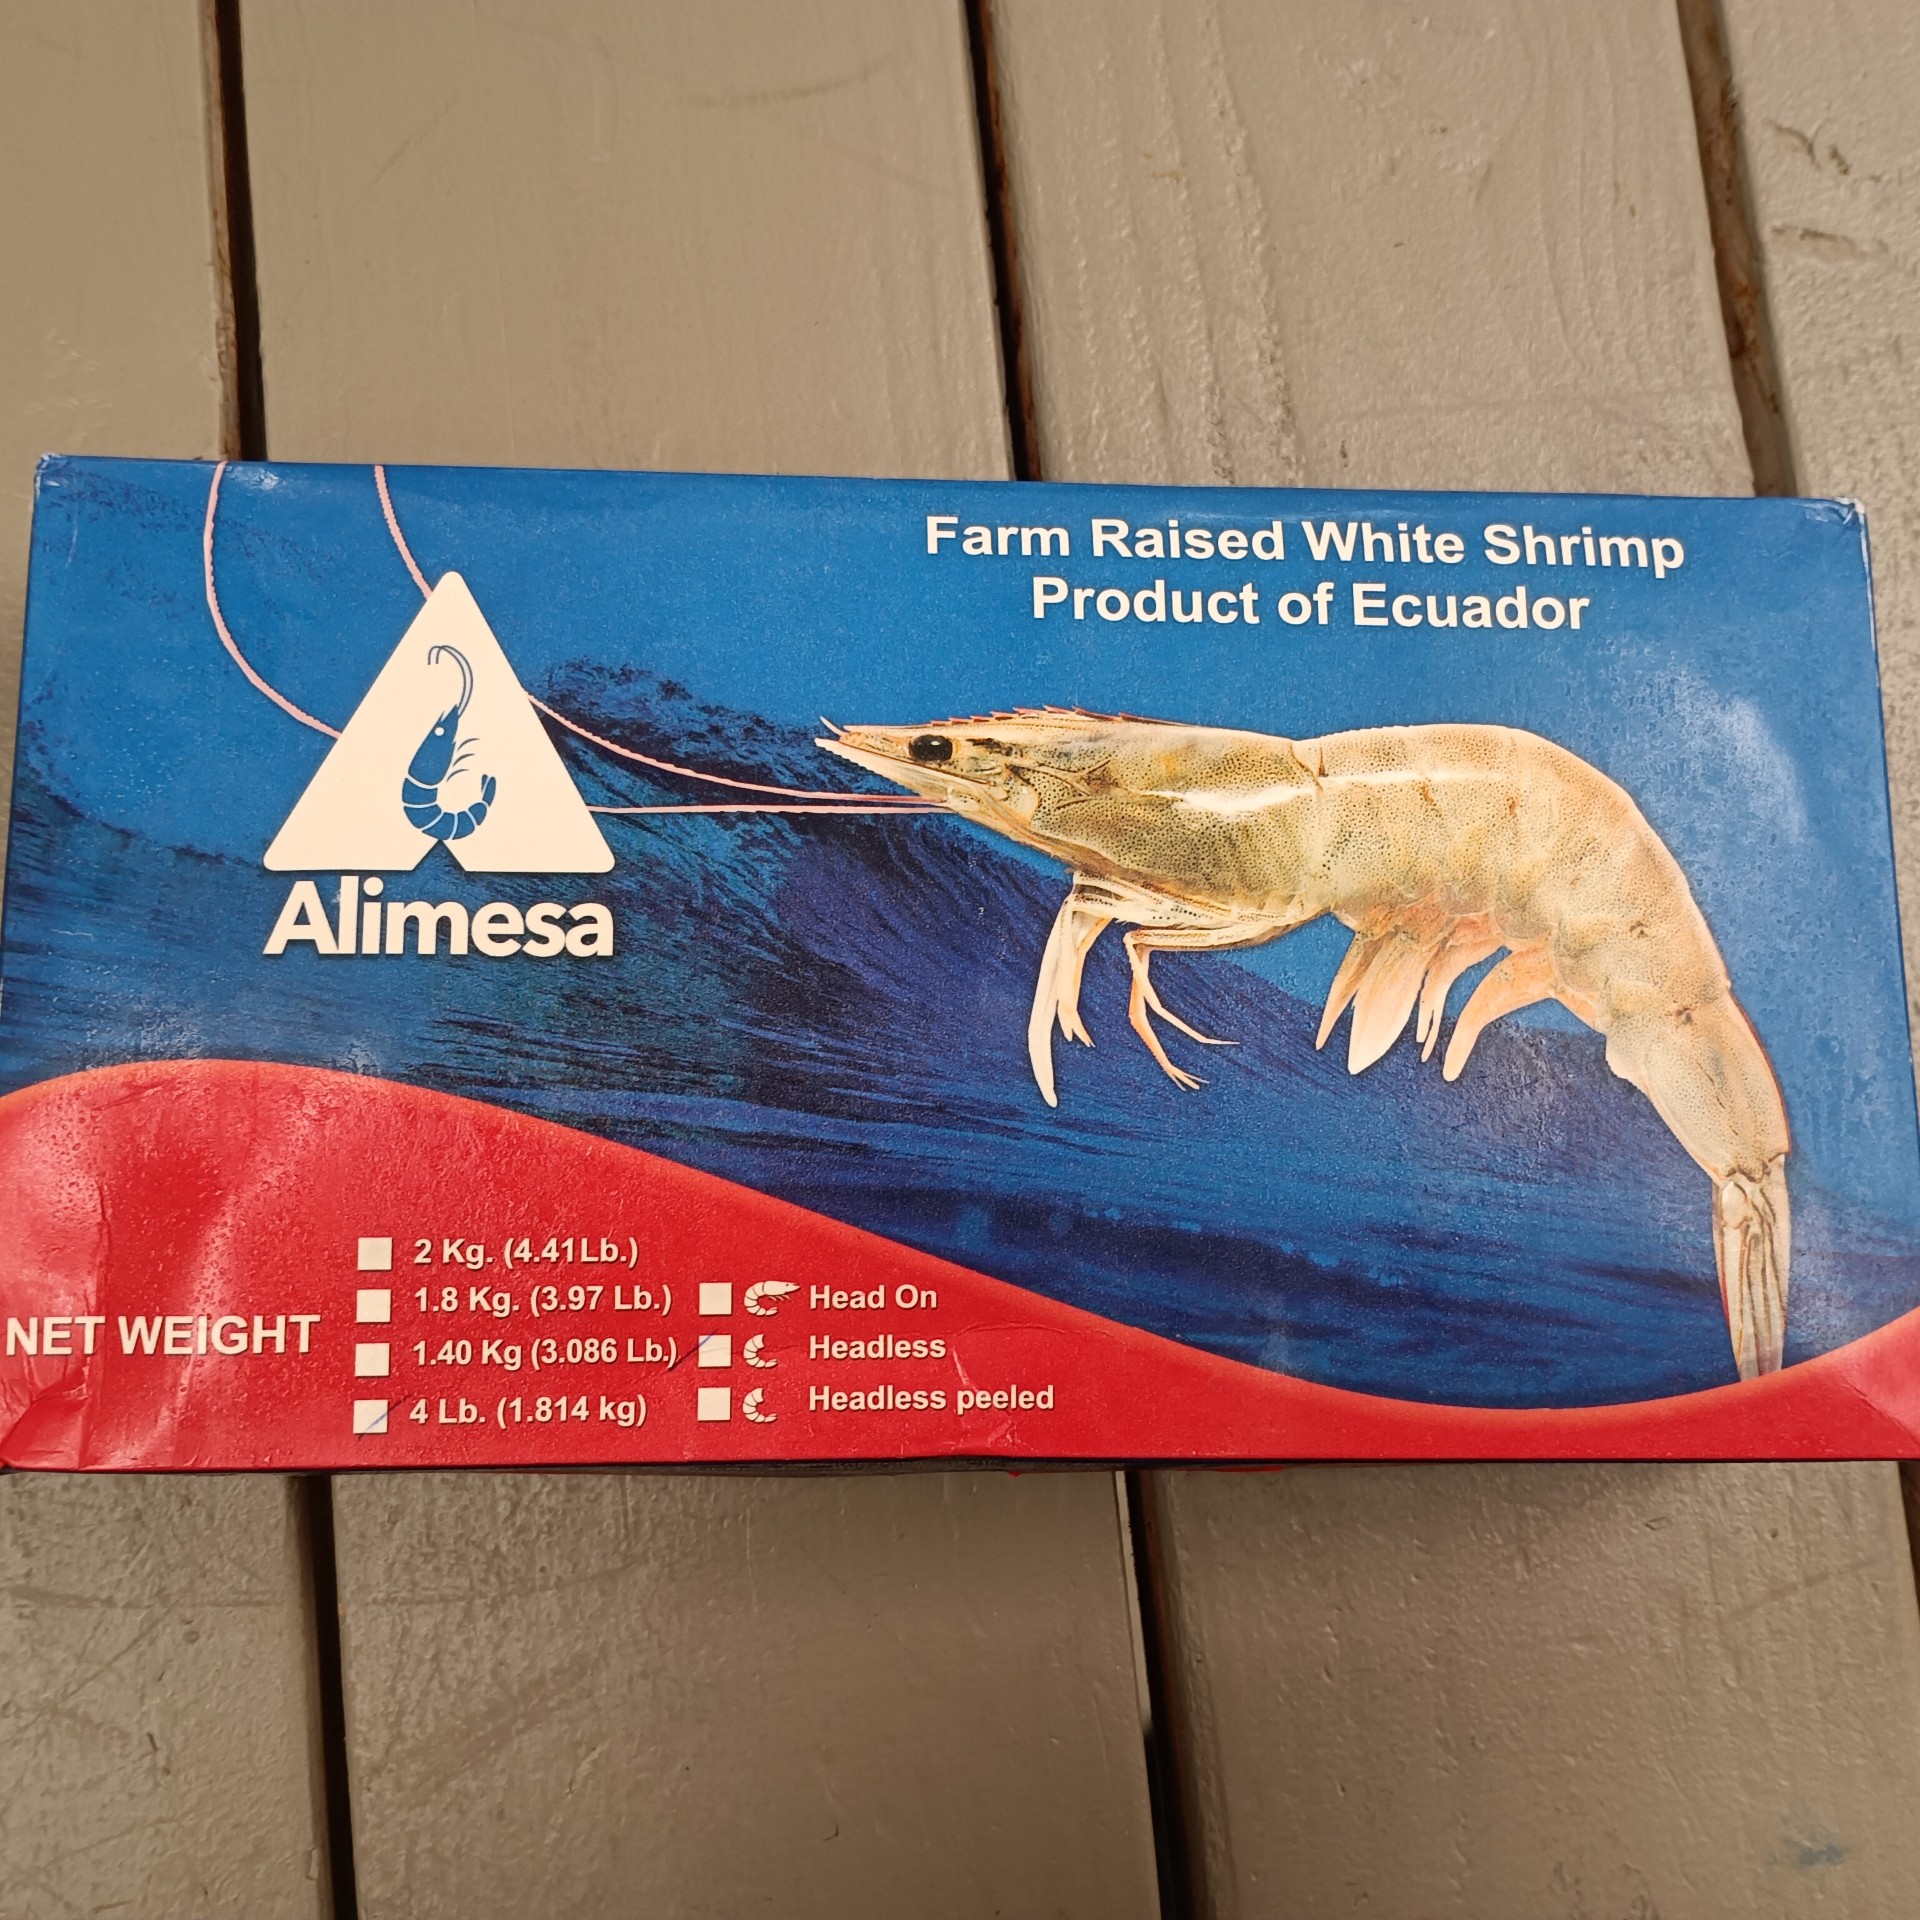 Farm Raised White Shrimp
Product of Ecuador
Alimesa
NET WEIGHT
2 Kg. (4.41Lb.)
1.8 Kg. (3.97 Lb.)
1.40 Kg (3.086 Lb.)
4 Lb. (1.814 kg)
Head On
Headless
Headless peeled